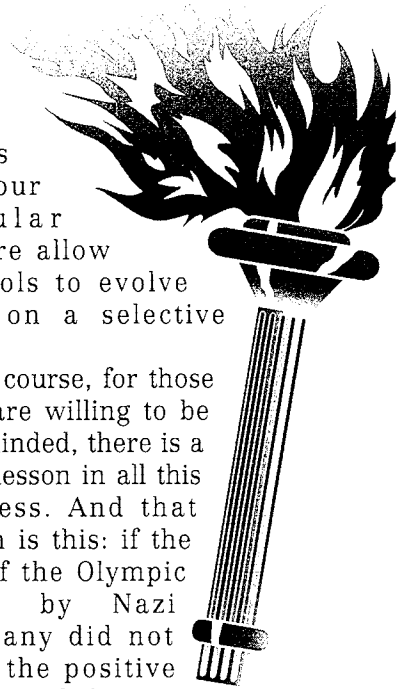 s
our
ular
re allow
ols to evolve
on a selective
course, for those
are willing to be
inded, there is a
lesson in all this
ess. And that
n is this: if the
f the Olympic
by Nazi
any did not
the positive